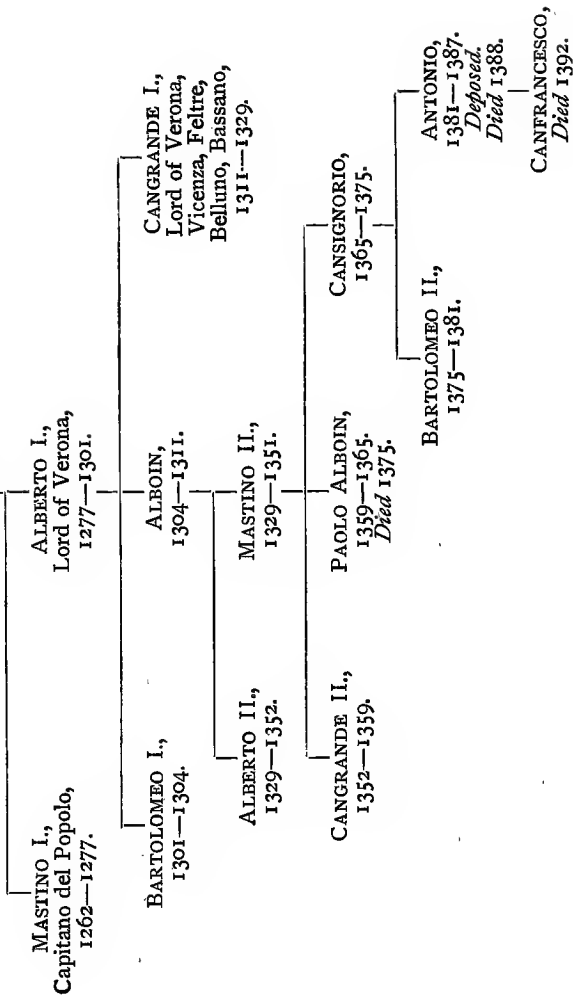 MASTINO I.,
Capitano del Popolo,
1262—1277.
ALBERTO I.,
Lord of Verona,
1277—1301.
BARTOLOMEO I.,
1301—1304.
ALBOIN,
1304—1311.
CANGRANDE I.,
Lord of Verona,
Vicenza, Feltre,
Belluno, Bassano,
1311—1329.
ALBERTO II.,
1329—1352.
MASTINO II.,
1329—1351.
CANGRANDE II.,
1352—1359.
PAOLO ALBOIN,
1359—1365.
Died 1375.
CANSIGNORIO,
1365—1375.
BARTOLOMEO II.,
1375—1381.
ANTONIO,
1381—1387.
Deposed.
Died 1388.
CANFRANCESCO,
Died 1392.